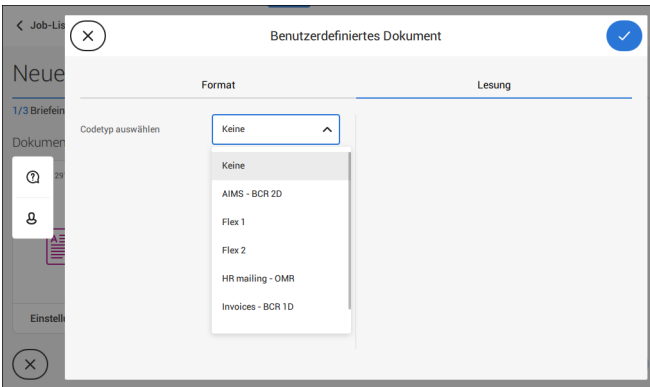 Job-Lis
Benutzerdefiniertes Dokument
Neue
Format
Lesung
1/3 Briefein
Codetyp auswählen
Keine
Dokumen
Keine
29
AIMS - BCR 2D
Flex 1
Flex 2
HR mailing - OMR
Invoices - BCR 1D
Einstell